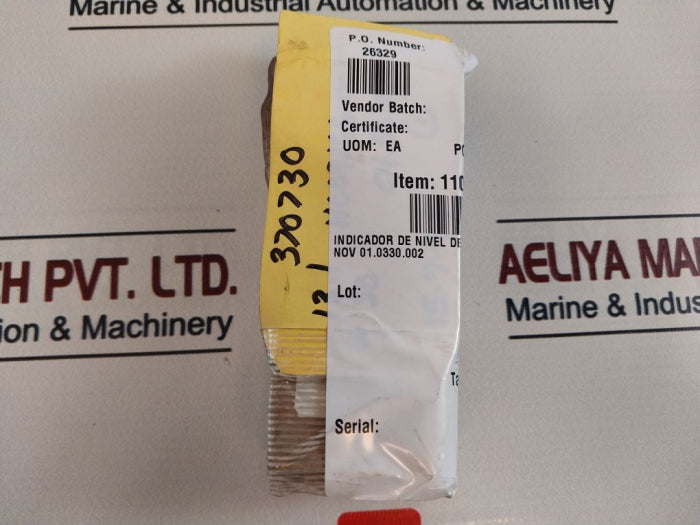 Marine & Industrial Automation & Machinery
P.O. Number:
26329
Vendor Batch:
Certificate:
UOM: EA
Item: 110
INDICADOR DE NIVEL DE
NOV 01.0330.002
Lot:
Serial:
370730
TH PVT. LTD.
ion & Machinery
AELIYA MAR
Marine & Indus